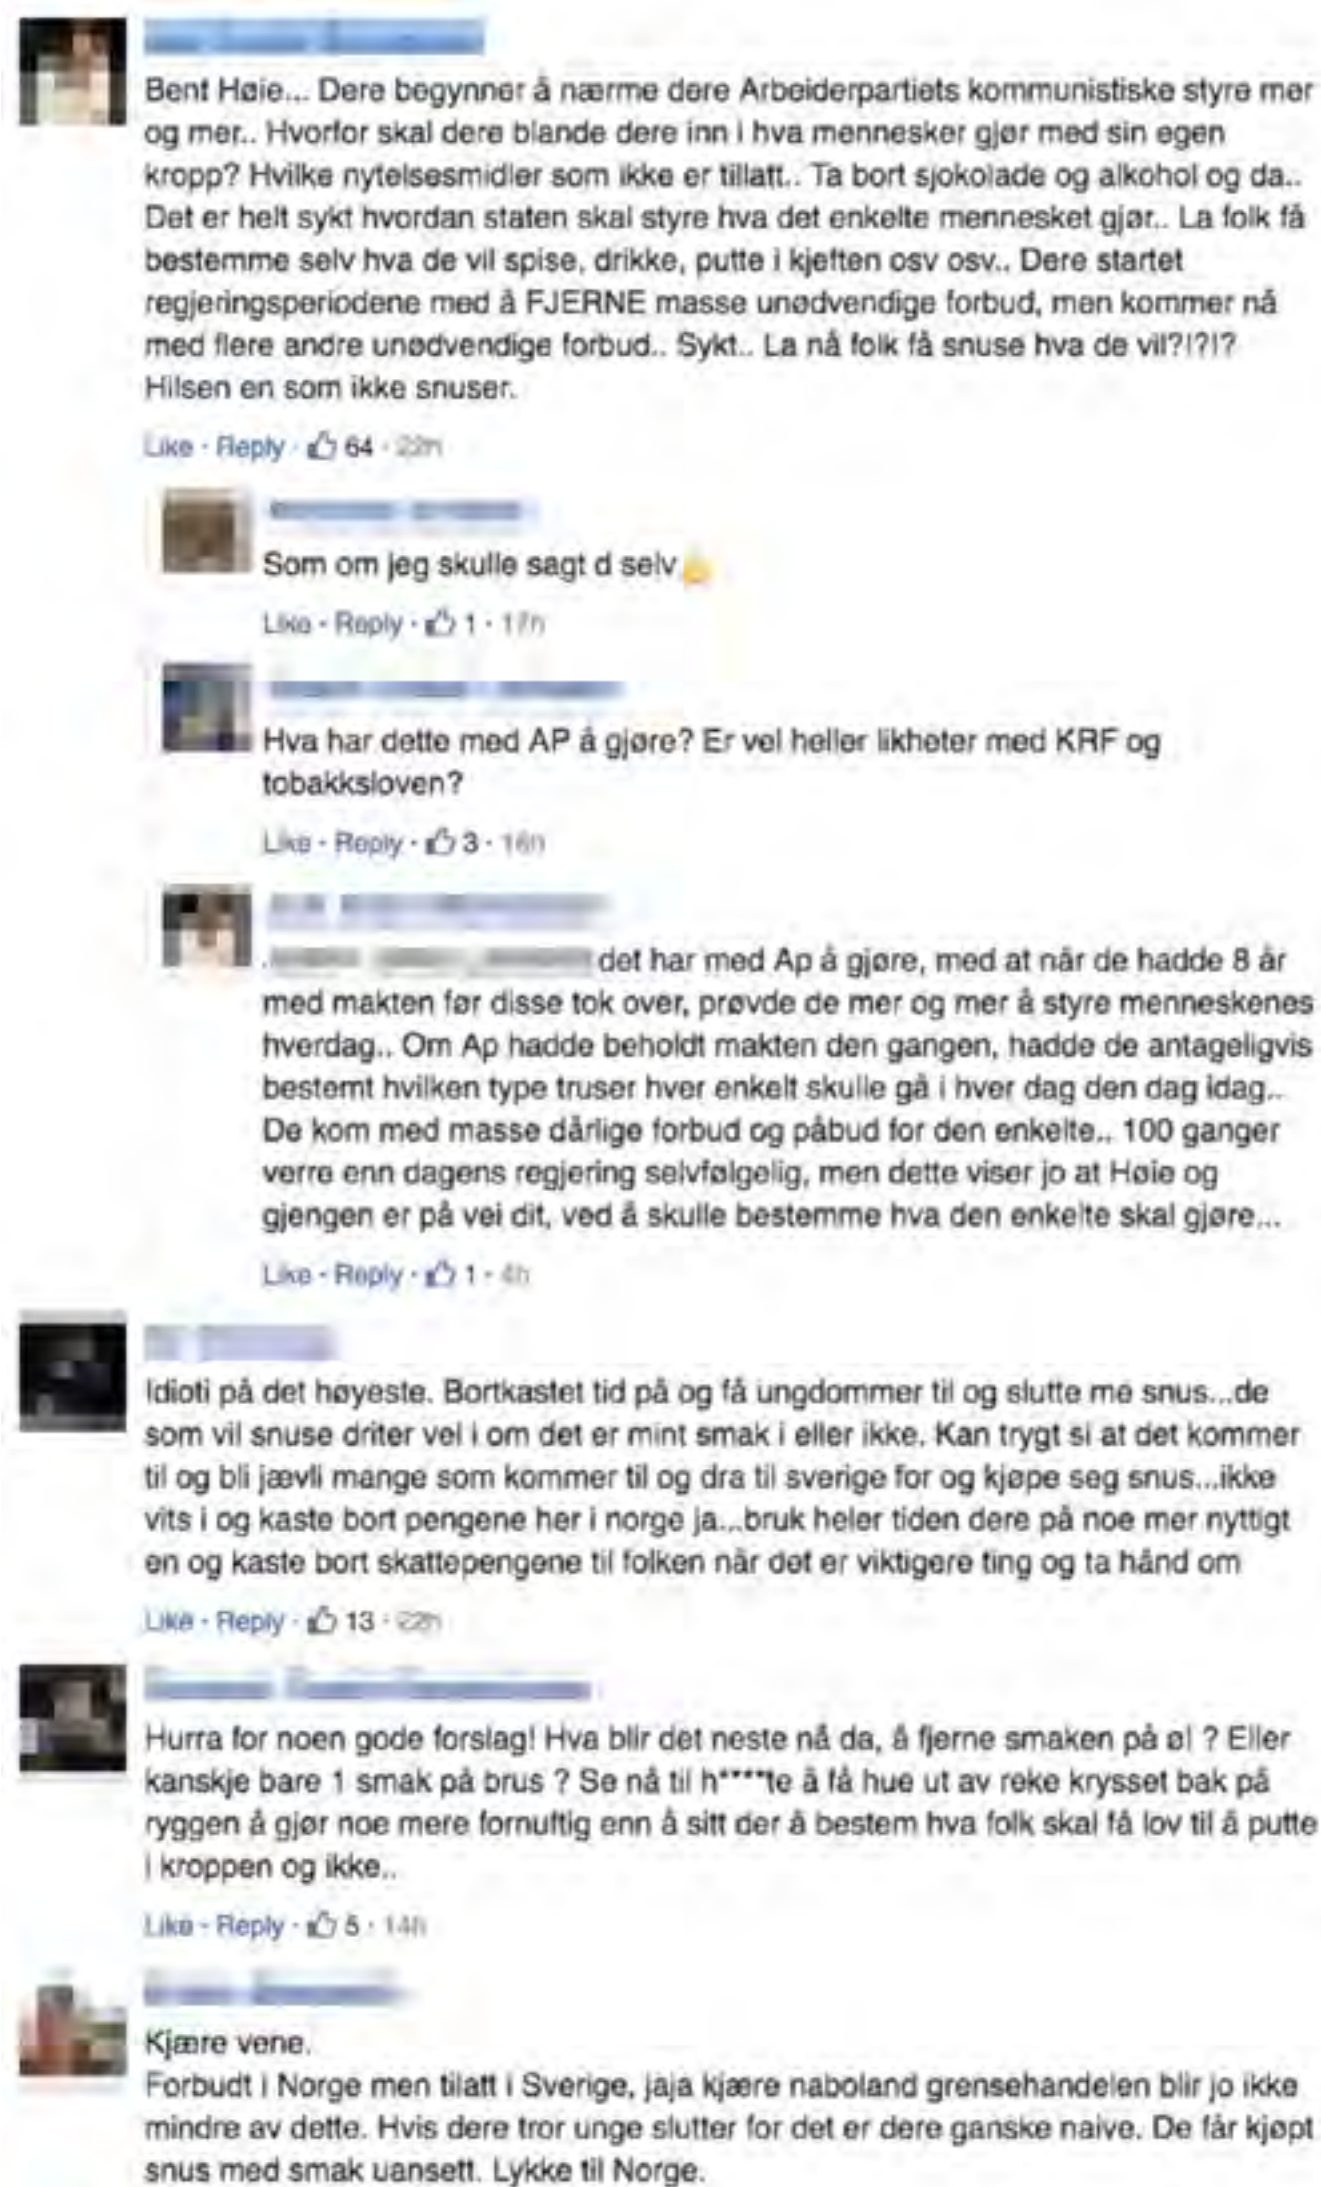 Bent Høie... Dere begynner å nærme dere Arbeiderpartiets kommunistiske styre mer
og mer.. Hvorfor skal dere blande dere inn i hva mennesker gjør med sin egen
kropp? Hvilke nytelsesmidler som ikke er tillatt.. Ta bort sjokolade og alkohol og da..
Det er helt sykt hvordan staten skal styre hva det enkelte mennesket gjør.. La folk få
bestemme selv hva de vil spise, drikke, putte i kjeften osv osv.. Dere startet
regjeringsperiodene med å FJERNE masse unødvendige forbud, men kommer nå
med flere andre unødvendige forbud.. Sykt.. La nå folk få snuse hva de vil?!?!?
Hilsen en som ikke snuser.
Like · Reply · 64 · 22h
Som om jeg skulle sagt d selv
Like · Reply · 1 · 17h
Hva har dette med AP å gjøre? Er vel heller likheter med KRF og
tobakksloven?
Like · Reply · 3 · 16h
det har med Ap å gjøre, med at når de hadde 8 år
med makten før disse tok over, prøvde de mer og mer å styre menneskenes
hverdag.. Om Ap hadde beholdt makten den gangen, hadde de antageligvis
bestemt hvilken type truser hver enkelt skulle gå i hver dag den dag idag..
De kom med masse dårlige forbud og påbud for den enkelte.. 100 ganger
verre enn dagens regjering selvfølgelig, men dette viser jo at Høie og
gjengen er på vei dit, ved å skulle bestemme hva den enkelte skal gjøre...
Like · Reply · 1 · 4h
Idioti på det høyeste. Bortkastet tid på og få ungdommer til og slutte me snus...de
som vil snuse driter vel i om det er mint smak i eller ikke. Kan trygt si at det kommer
til og bli jævli mange som kommer til og dra til sverige for og kjøpe seg snus...ikke
vits i og kaste bort pengene her i norge ja...bruk heler tiden dere på noe mer nyttigt
en og kaste bort skattepengene til folken når det er viktigere ting og ta hånd om
Like · Reply · 13 · 22h
Hurra for noen gode forslag! Hva blir det neste nå da, å fjerne smaken på øl ? Eller
kanskje bare 1 smak på brus ? Se nå til h****te å få hue ut av reke krysset bak på
ryggen å gjør noe mere fornuftig enn å sitt der å bestem hva folk skal få lov til å putte
i kroppen og ikke..
Like · Reply · 5 · 14h
Kjære vene.
Forbudt i Norge men tilatt i Sverige, jaja kjære naboland grensehandelen blir jo ikke
mindre av dette. Hvis dere tror unge slutter for det er dere ganske naive. De får kjøpt
snus med smak uansett. Lykke til Norge.